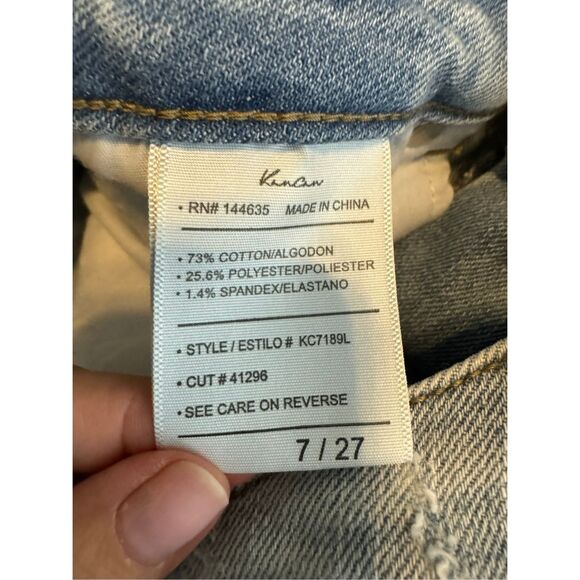 KanCan
• RN# 144635 MADE IN CHINA
• 73% COTTON/ALGODON
• 25.6% POLYESTER/POLIESTER
• 1.4% SPANDEX/ELASTANO
• STYLE / ESTILO # KC7189L
• CUT # 41296
• SEE CARE ON REVERSE
7 / 27